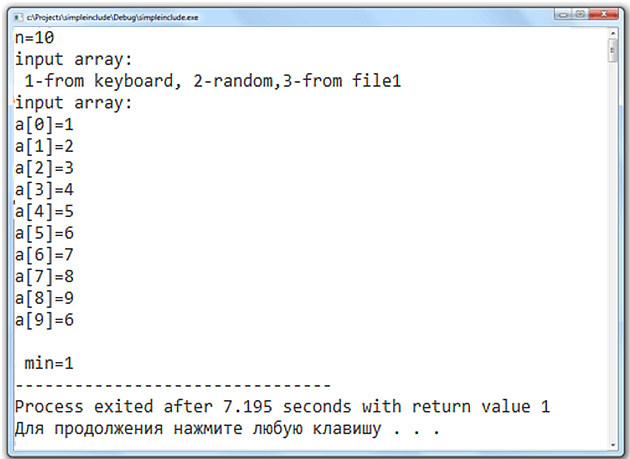 c:\Projects\simpleinclude\Debug\simpleinclude.exe
n=10
input array:
 1-from keyboard, 2-random,3-from file1
input array:
a[0]=1
a[1]=2
a[2]=3
a[3]=4
a[4]=5
a[5]=6
a[6]=7
a[7]=8
a[8]=9
a[9]=6
 min=1
--------------------------------
Process exited after 7.195 seconds with return value 1
Для продолжения нажмите любую клавишу . . .